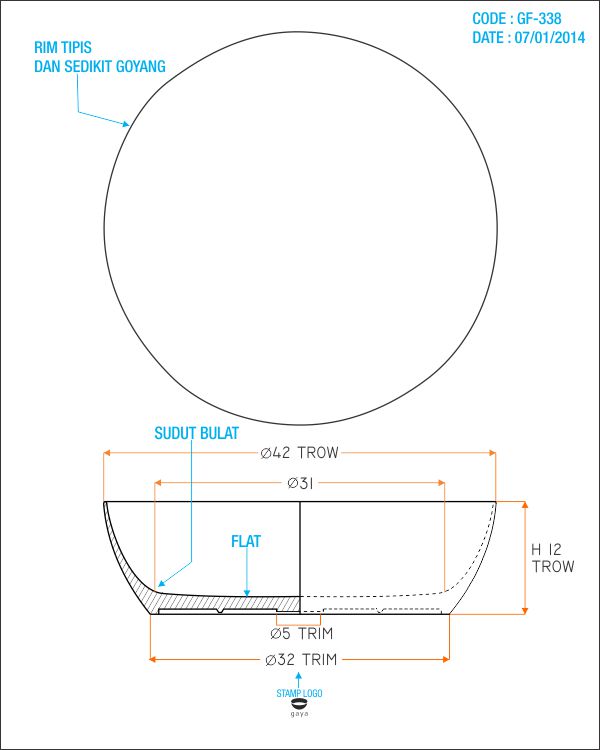 CODE : GF-338
DATE : 07/01/2014
RIM TIPIS
DAN SEDIKIT GOYANG
SUDUT BULAT
Ø42 TROW
Ø31
FLAT
H 12
TROW
Ø5 TRIM
Ø32 TRIM
STAMP LOGO
gaya